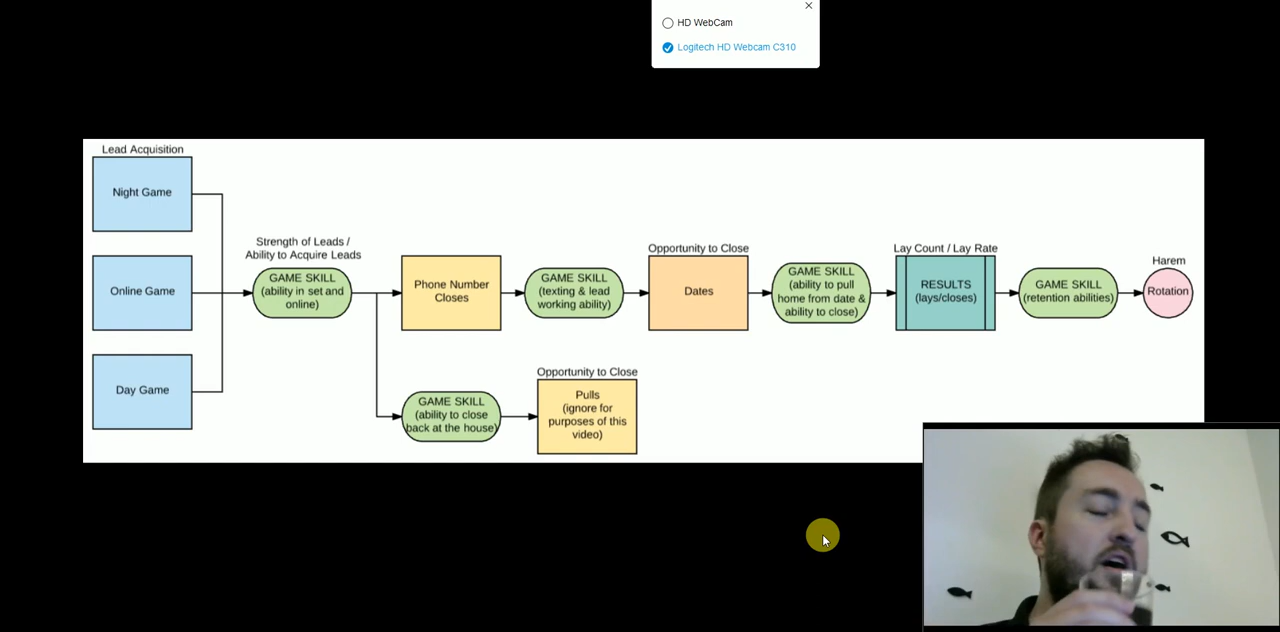 HD WebCam
Logitech HD Webcam C310
Lead Acquisition
Night Game
Online Game
Day Game
Strength of Leads /
Ability to Acquire Leads
GAME SKILL
(ability in set and
online)
Phone Number
Closes
GAME SKILL
(texting & lead
working ability)
Opportunity to Close
Dates
GAME SKILL
(ability to pull
home from date &
ability to close)
Lay Count / Lay Rate
RESULTS
(lays/closes)
GAME SKILL
(retention abilities)
Harem
Rotation
GAME SKILL
(ability to close
back at the house)
Opportunity to Close
Pulls
(ignore for
purposes of this
video)